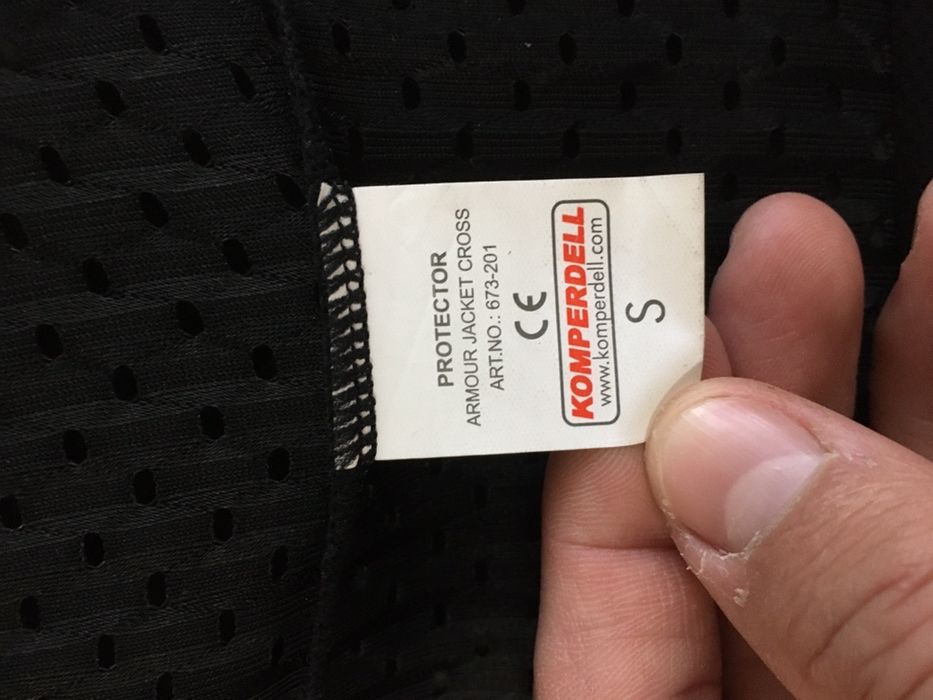 PROTECTOR
ARMOUR JACKET CROSS
ART.NO.: 673-201
CE
KOMPERDELL
www.komperdell.com
S